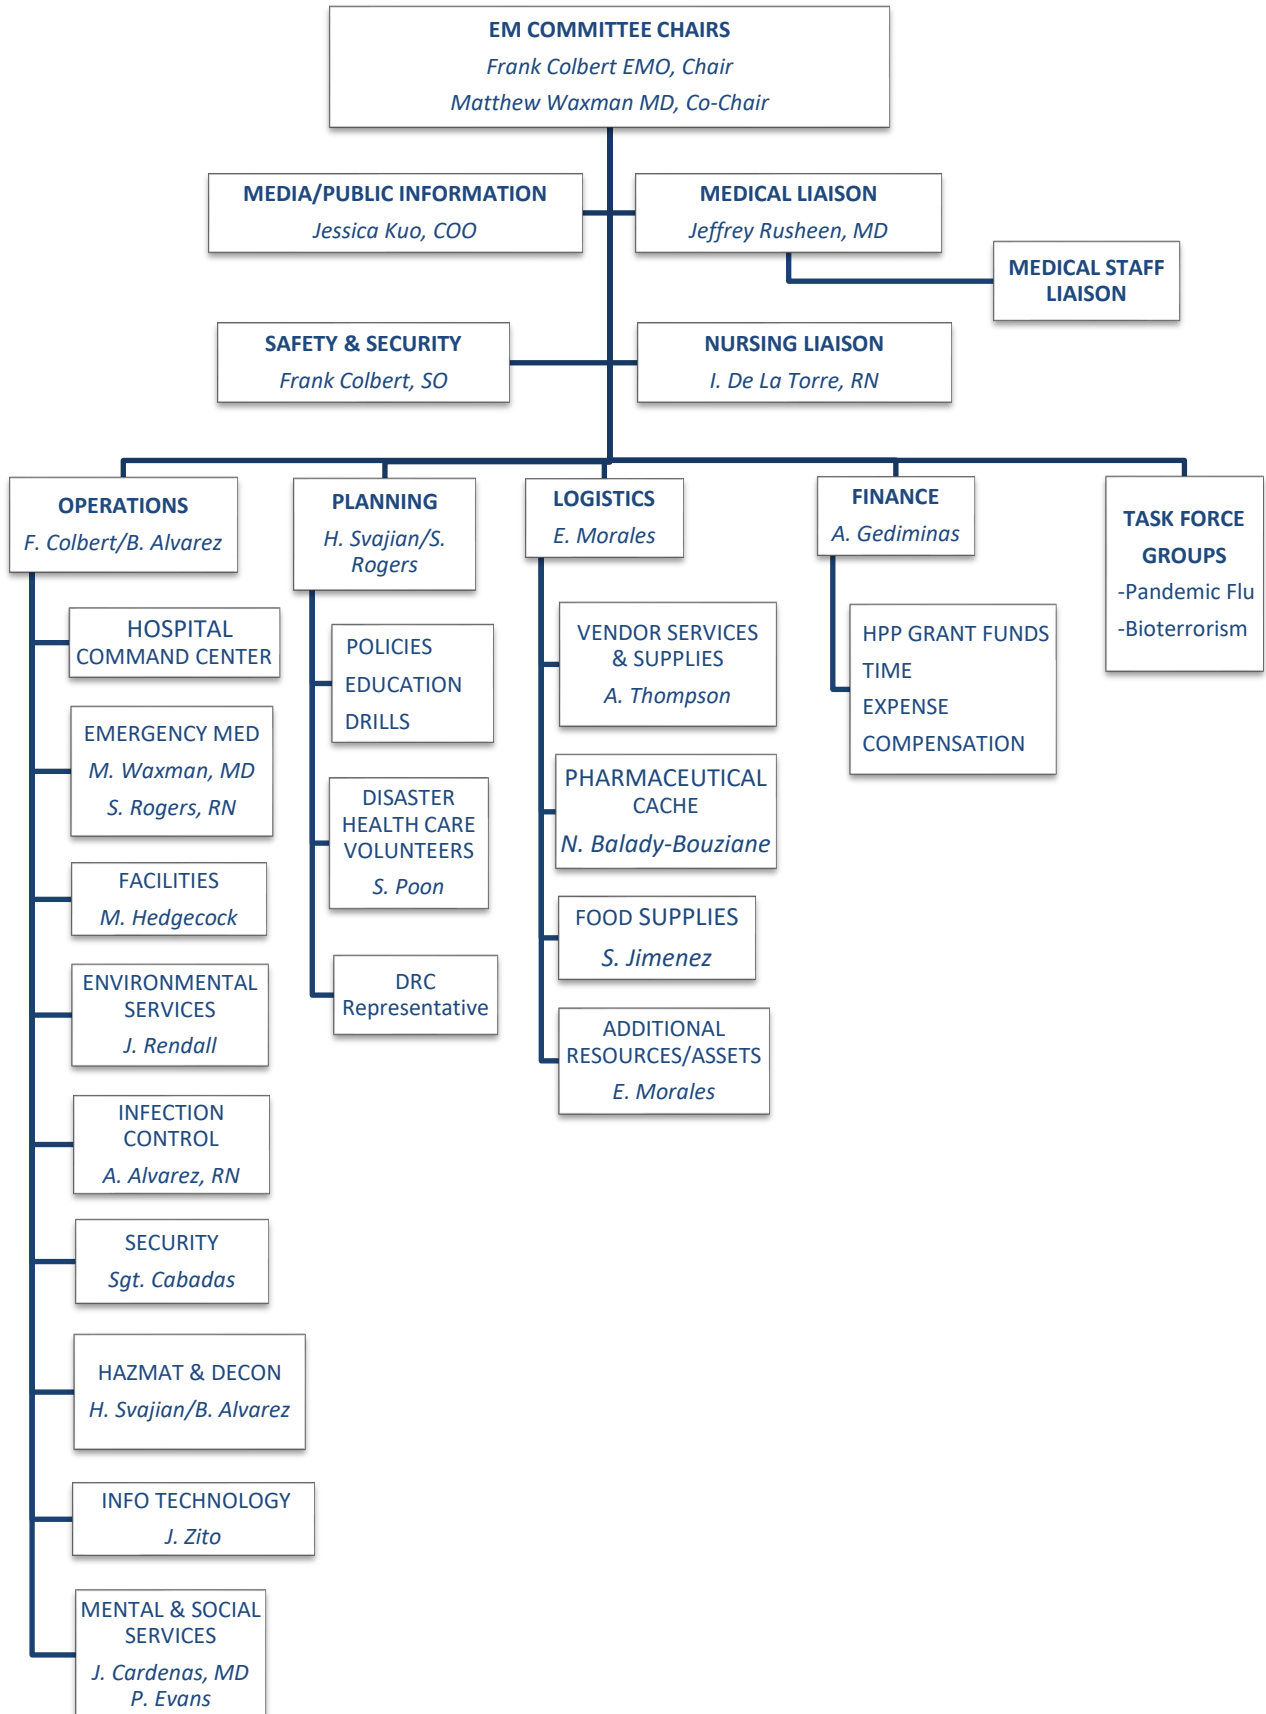 EM COMMITTEE CHAIRS
Frank Colbert EMO, Chair
Matthew Waxman MD, Co-Chair
MEDIA/PUBLIC INFORMATION
Jessica Kuo, COO
MEDICAL LIAISON
Jeffrey Rusheen, MD
MEDICAL STAFF
LIAISON
SAFETY & SECURITY
Frank Colbert, SO
NURSING LIAISON
I. De La Torre, RN
OPERATIONS
F. Colbert/B. Alvarez
HOSPITAL
COMMAND CENTER
EMERGENCY MED
M. Waxman, MD
S. Rogers, RN
FACILITIES
M. Hedgecock
ENVIRONMENTAL
SERVICES
J. Rendall
INFECTION
CONTROL
A. Alvarez, RN
SECURITY
Sgt. Cabadas
HAZMAT & DECON
H. Svajian/B. Alvarez
INFO TECHNOLOGY
J. Zito
MENTAL & SOCIAL
SERVICES
J. Cardenas, MD
P. Evans
PLANNING
H. Svajian/S.
Rogers
POLICIES
EDUCATION
DRILLS
DISASTER
HEALTH CARE
VOLUNTEERS
S. Poon
DRC
Representative
LOGISTICS
E. Morales
VENDOR SERVICES
& SUPPLIES
A. Thompson
PHARMACEUTICAL
CACHE
N. Balady-Bouziane
FOOD SUPPLIES
S. Jimenez
ADDITIONAL
RESOURCES/ASSETS
E. Morales
FINANCE
A. Gediminas
HPP GRANT FUNDS
TIME
EXPENSE
COMPENSATION
TASK FORCE
GROUPS
-Pandemic Flu
-Bioterrorism